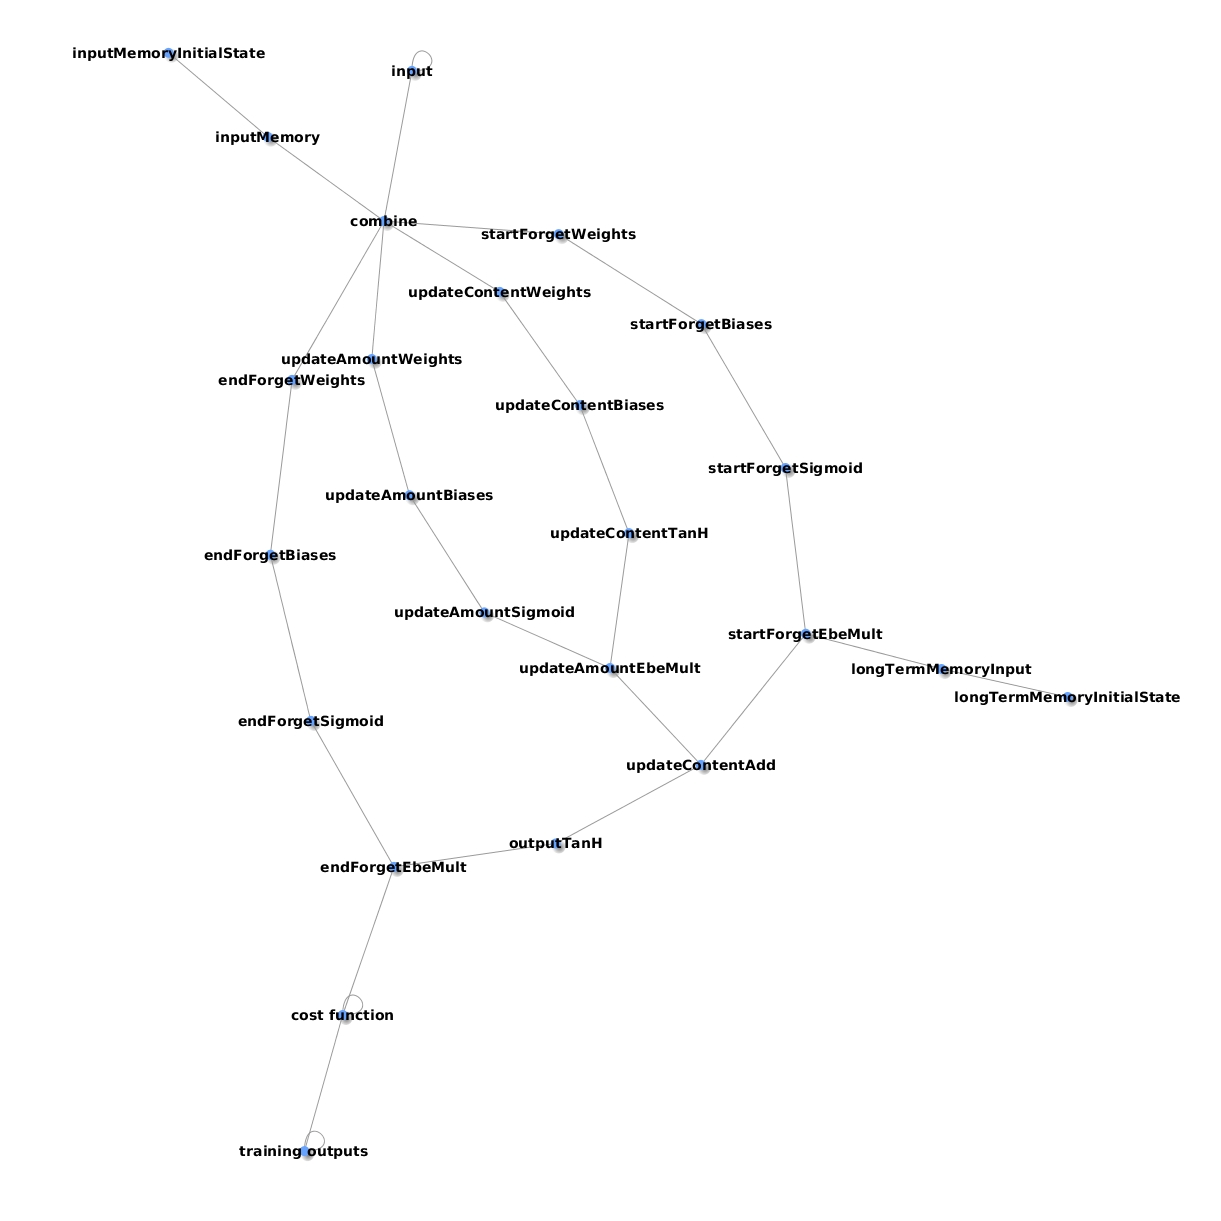 inputMemoryInitialState
input
inputMemory
combine
startForgetWeights
updateContentWeights
startForgetBiases
updateAmountWeights
endForgetWeights
updateContentBiases
startForgetSigmoid
updateAmountBiases
updateContentTanH
endForgetBiases
updateAmountSigmoid
startForgetEbeMult
updateAmountEbeMult
longTermMemoryInput
longTermMemoryInitialState
endForgetSigmoid
updateContentAdd
outputTanH
endForgetEbeMult
cost function
training outputs